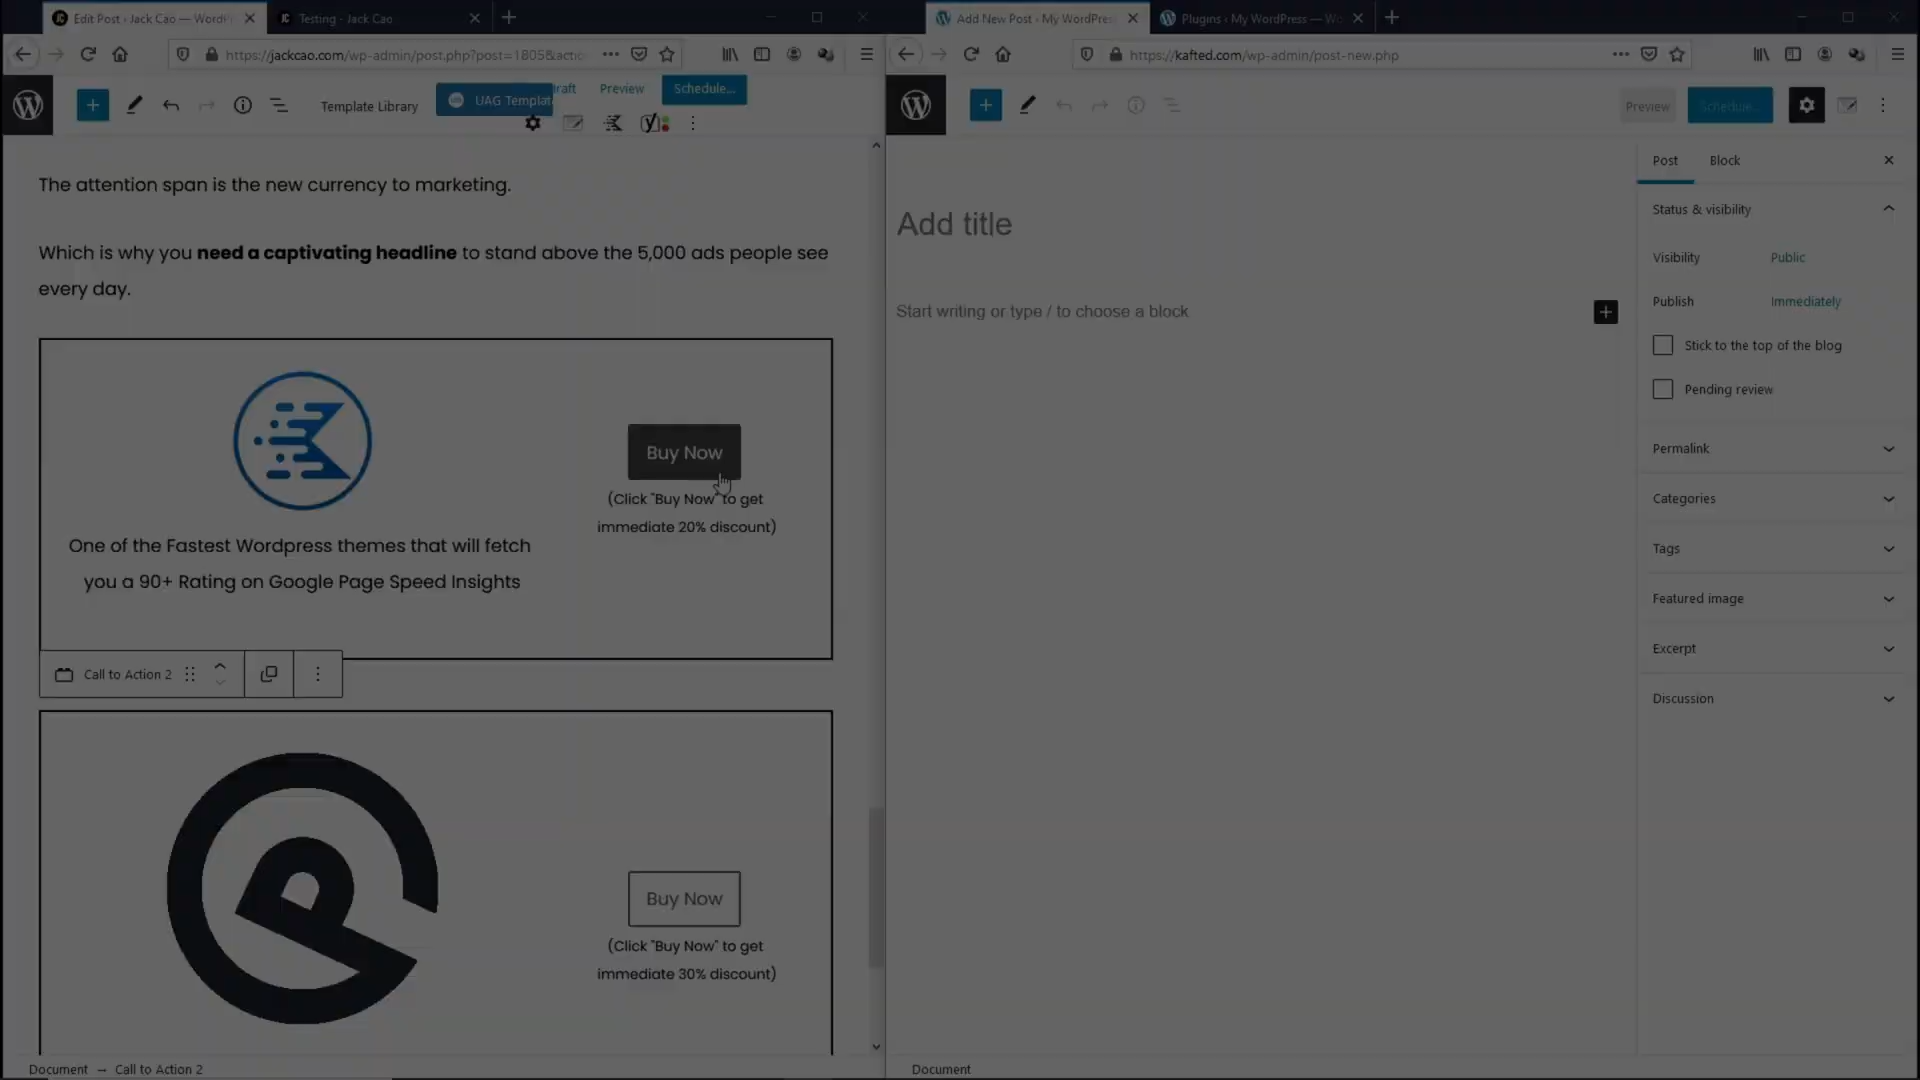 Edit Post ‹ Jack Cao — WordP
Testing - Jack Cao
https://jackcao.com/wp-admin/post.php?post=1805&actic
Template Library
UAG Templat
raft
Preview
Schedule...
The attention span is the new currency to marketing.
Which is why you need a captivating headline to stand above the 5,000 ads people see
every day.
Buy Now
(Click "Buy Now" to get
immediate 20% discount)
One of the Fastest Wordpress themes that will fetch
you a 90+ Rating on Google Page Speed Insights
Call to Action 2
Buy Now
(Click "Buy Now" to get
immediate 30% discount)
Document → Call to Action 2
Add New Post ‹ My WordPres
Plugins ‹ My WordPress — Wo
https://kafted.com/wp-admin/post-new.php
Preview
Schedule...
Add title
Start writing or type / to choose a block
Post
Block
Status & visibility
Visibility
Public
Publish
Immediately
Stick to the top of the blog
Pending review
Permalink
Categories
Tags
Featured image
Excerpt
Discussion
Document